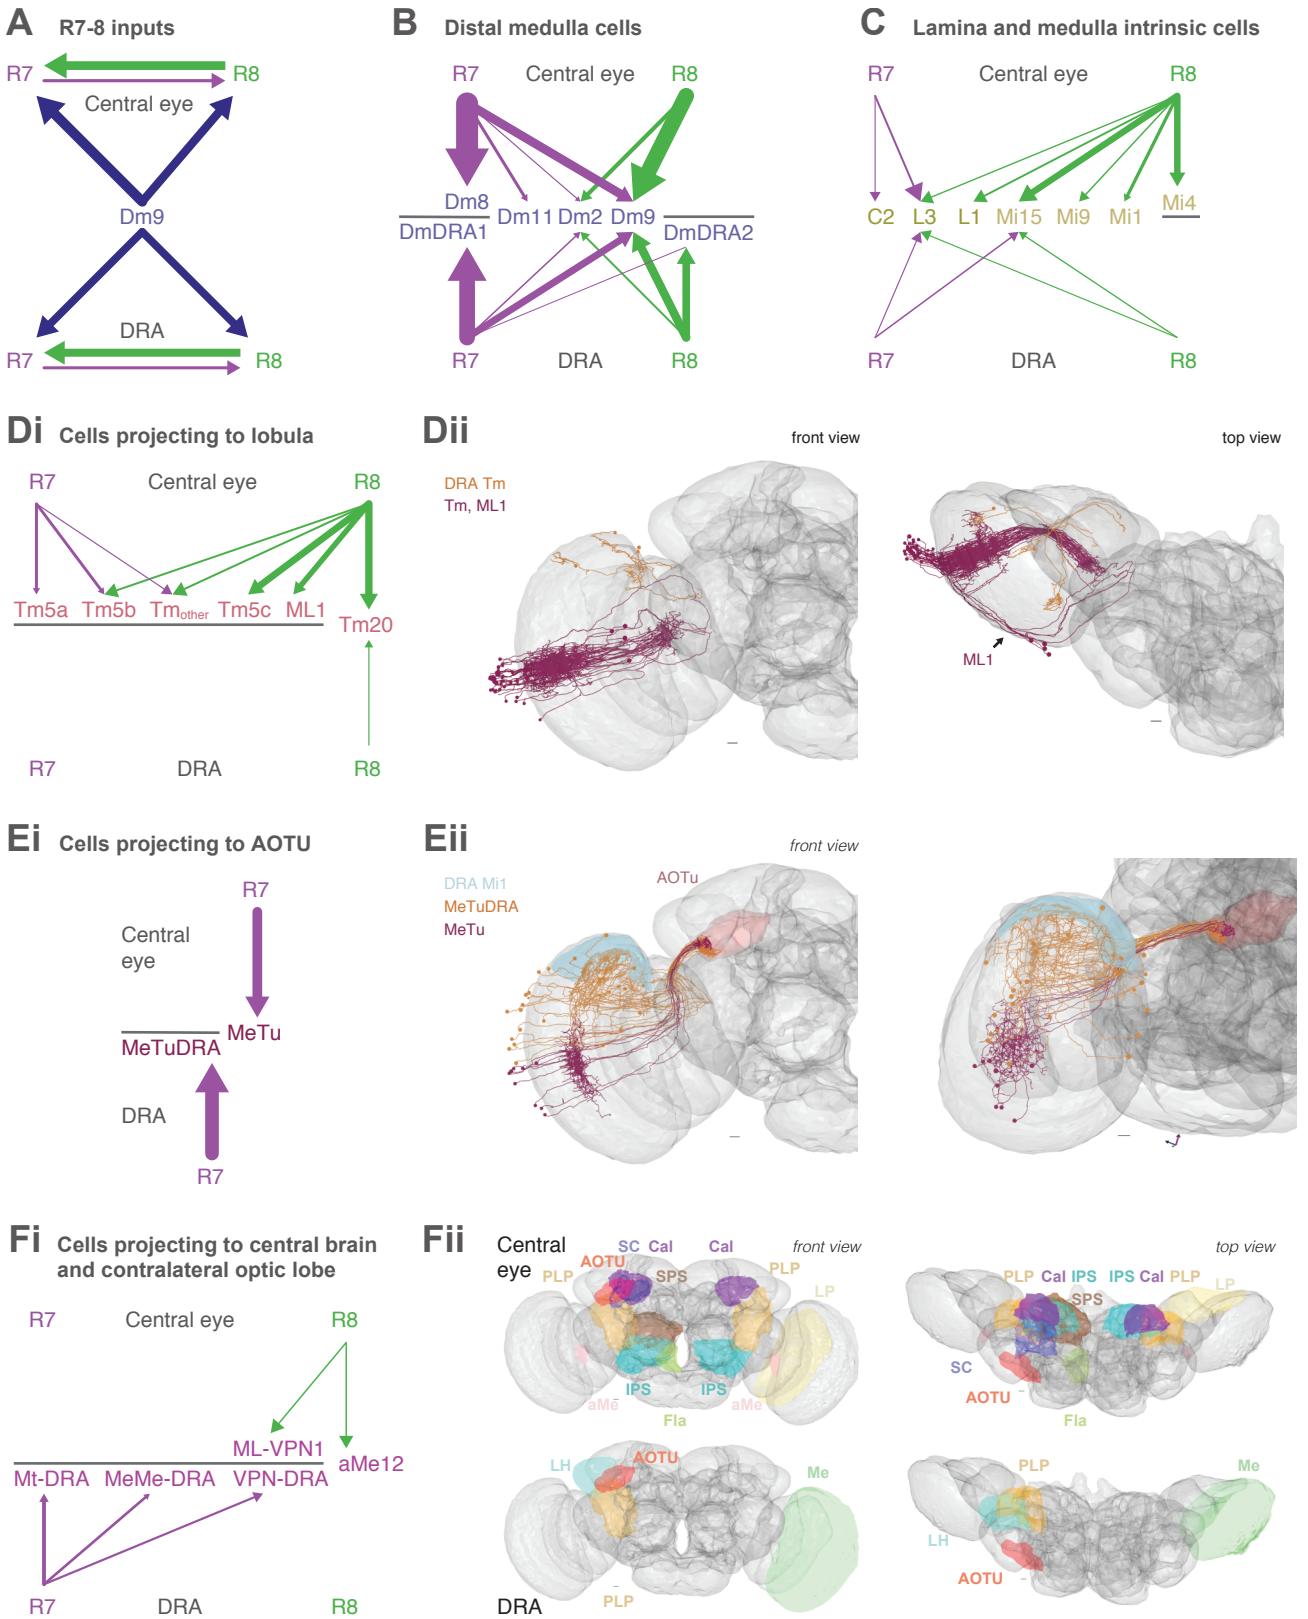 A R7-8 inputs
R7 R8
Central eye
Dm9
DRA
R7 R8
B Distal medulla cells
R7 Central eye R8
Dm8 Dm11 Dm2 Dm9
DmDRA1 DmDRA2
R7 DRA R8
C Lamina and medulla intrinsic cells
R7 Central eye R8
C2 L3 L1 Mi15 Mi9 Mi1 Mi4
R7 DRA R8
Di Cells projecting to lobula
R7 Central eye R8
Tm5a Tm5b Tmother Tm5c ML1 Tm20
R7 DRA R8
Dii front view top view
DRA Tm
Tm, ML1
ML1
Ei Cells projecting to AOTU
R7
Central
eye
MeTu
MeTuDRA
DRA
R7
Eii front view
DRA Mi1
MeTuDRA
MeTu
AOTu
Fi Cells projecting to central brain
and contralateral optic lobe
R7 Central eye R8
ML-VPN1
Mt-DRA MeMe-DRA VPN-DRA aMe12
R7 DRA R8
Fii Central
eye
front view top view
SC Cal Cal
AOTU
PLP SPS PLP
LP
IPS IPS
aMe aMe
Fla
PLP Cal IPS IPS Cal PLP LP
SPS
SC
AOTU
Fla
LH AOTU Me
PLP
DRA
PLP Me
LH
AOTU